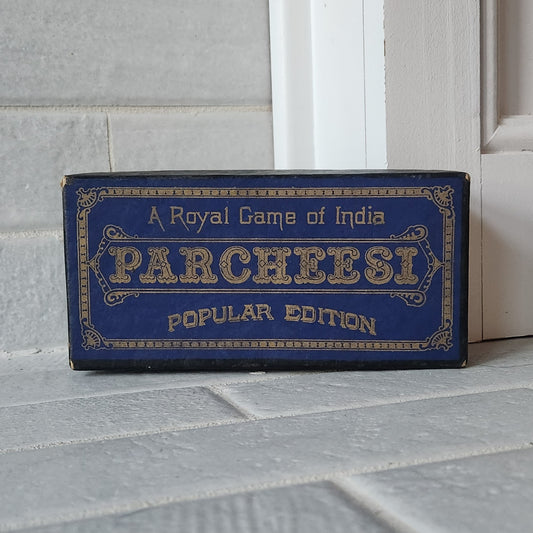 A Royal Game of India
PARCHEESI
POPULAR EDITION